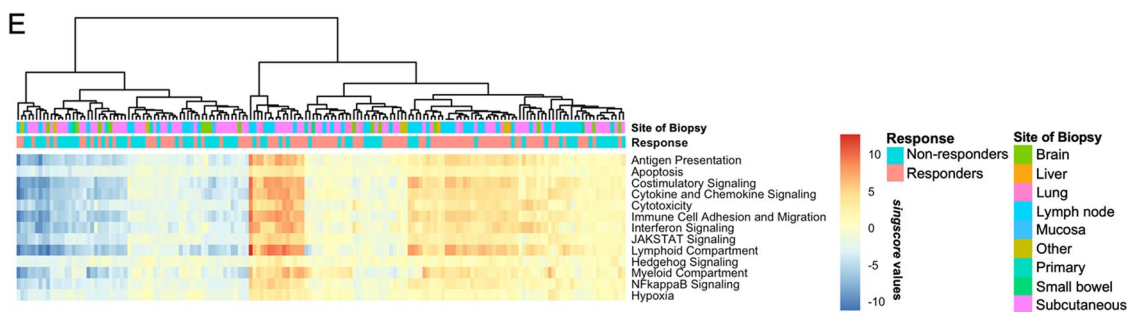 E
Site of Biopsy
Response
Antigen Presentation
Apoptosis
Costimulatory Signaling
Cytokine and Chemokine Signaling
Cytotoxicity
Immune Cell Adhesion and Migration
Interferon Signaling
JAKSTAT Signaling
Lymphoid Compartment
Hedgehog Signaling
Myeloid Compartment
NFkappaB Signaling
Hypoxia
10
5
0
-5
-10
singscore values
Response
Non-responders
Responders
Site of Biopsy
Brain
Liver
Lung
Lymph node
Mucosa
Other
Primary
Small bowel
Subcutaneous